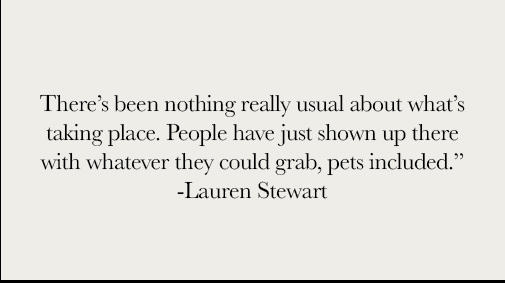 There’s been nothing really usual about what’s
taking place. People have just shown up there
with whatever they could grab, pets included.”
-Lauren Stewart